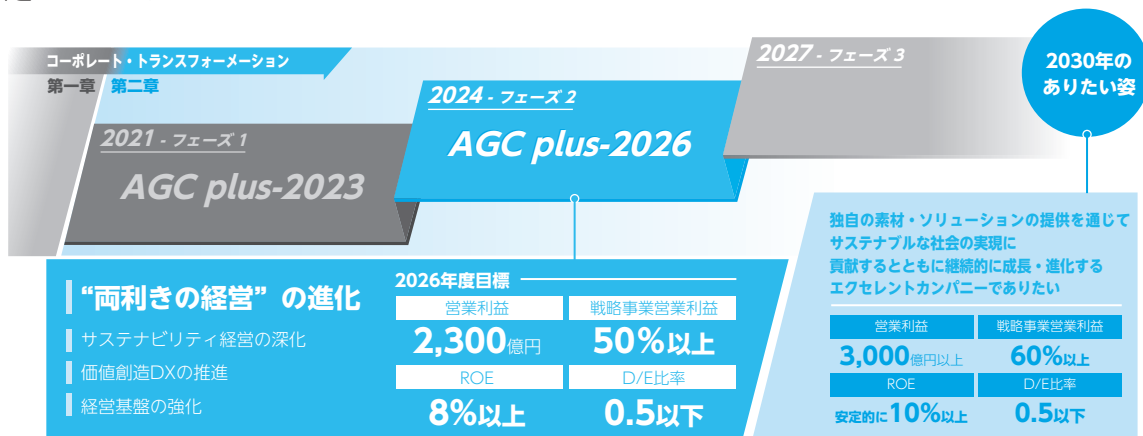 コーポレート・トランスフォーメーション
第一章 第二章
2021 - フェーズ 1
AGC plus-2023
2024 - フェーズ 2
AGC plus-2026
2027 - フェーズ 3
2030年の
ありたい姿
“両利きの経営”の進化
サステナビリティ経営の深化
価値創造DXの推進
経営基盤の強化
2026年度目標
営業利益 戦略事業営業利益
2,300億円 50%以上
ROE D/E比率
8%以上 0.5以下
独自の素材・ソリューションの提供を通じて
サステナブルな社会の実現に
貢献するとともに継続的に成長・進化する
エクセレントカンパニーでありたい
営業利益 戦略事業営業利益
3,000億円以上 60%以上
ROE D/E比率
安定的に10%以上 0.5以下